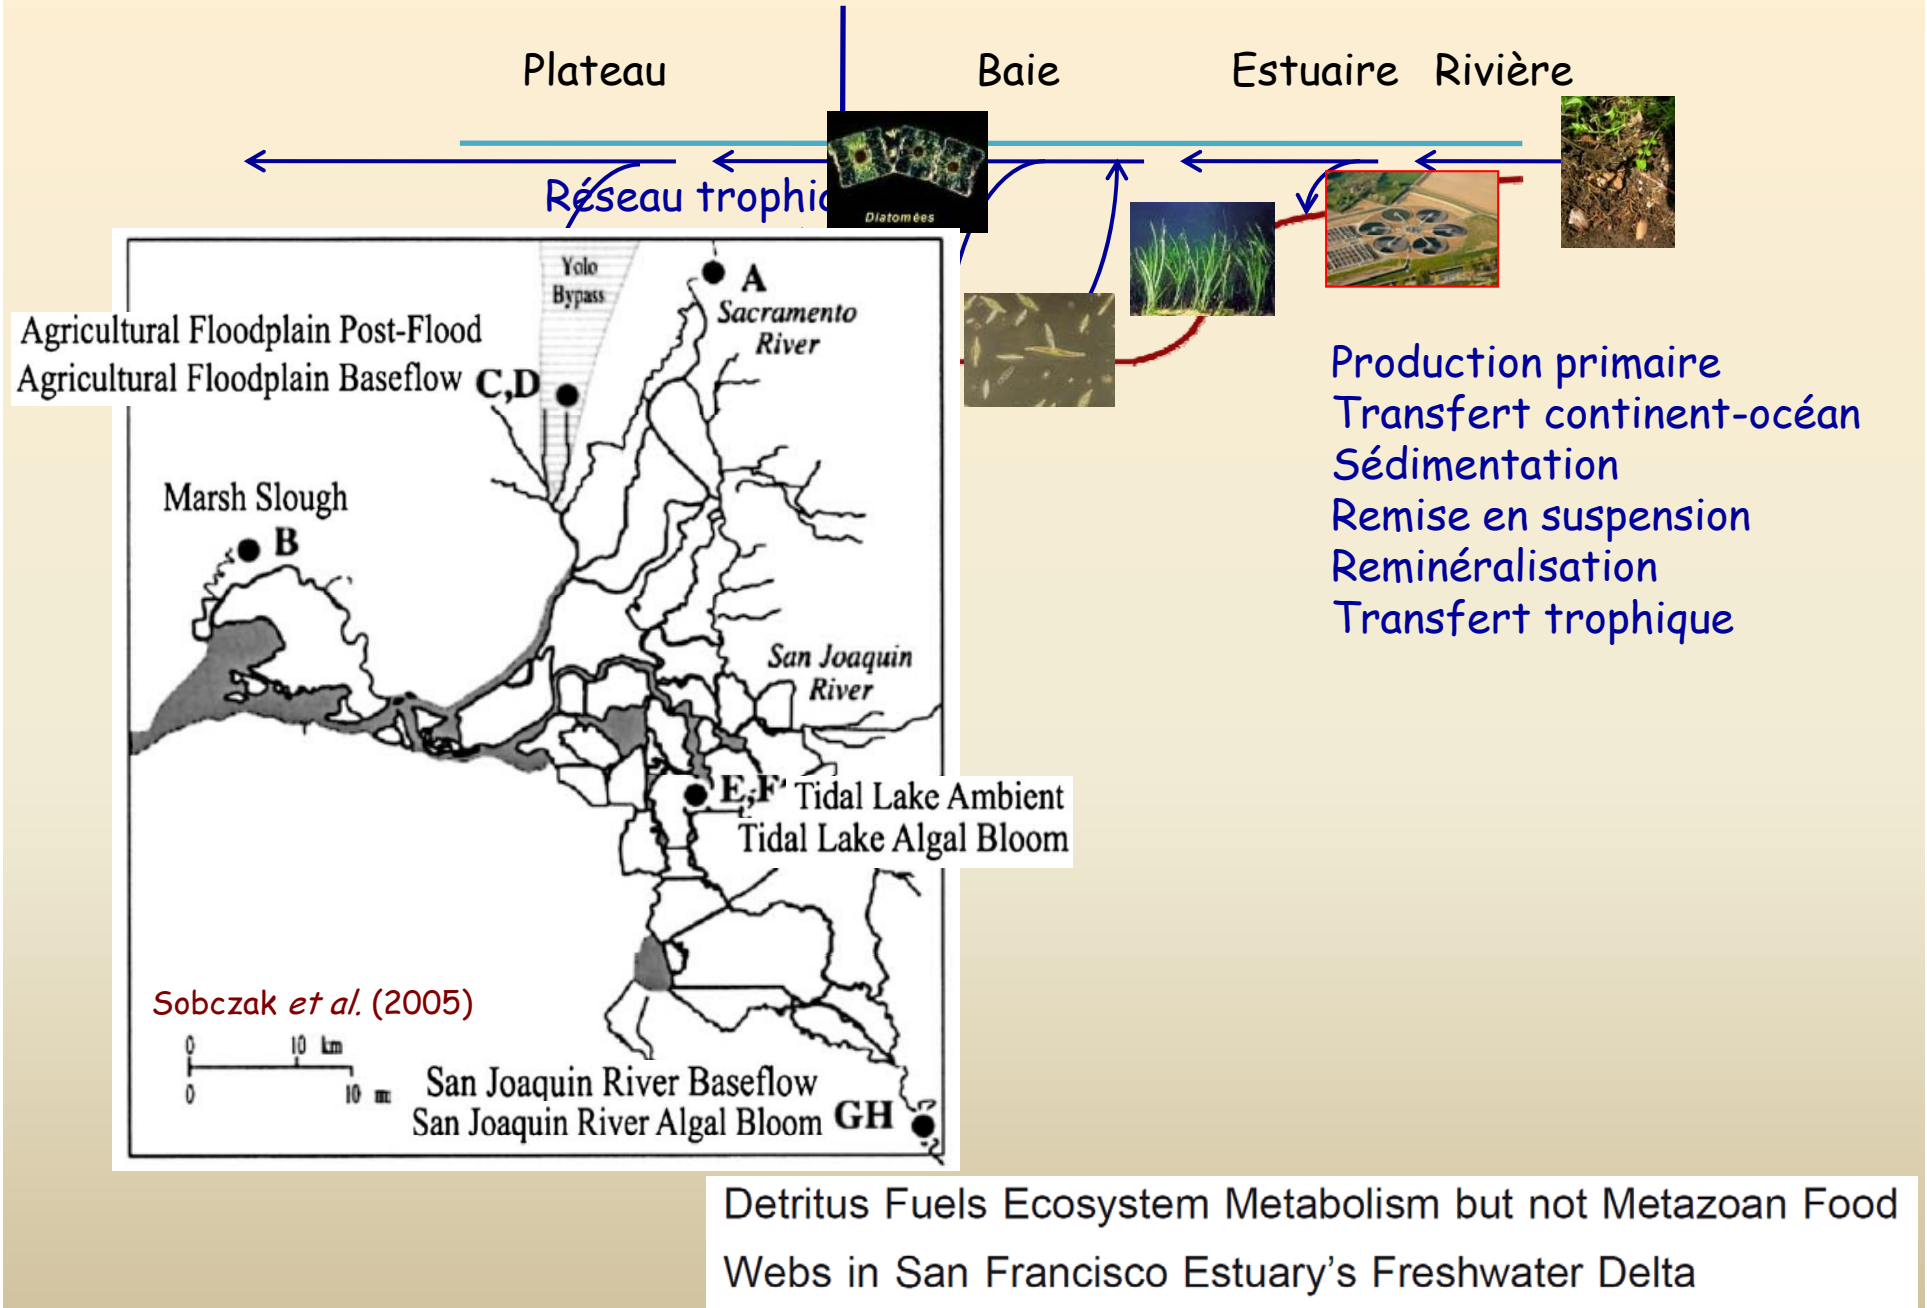 Plateau Baie Estuaire Rivière
Réseau trophi
Diatomées
Yolo
Bypass
A
Sacramento
River
Agricultural Floodplain Post-Flood
Agricultural Floodplain Baseflow C,D
Marsh Slough
B
San Joaquin
River
E,F Tidal Lake Ambient
Tidal Lake Algal Bloom
Sobczak et al. (2005)
0 10 km
0 10 mi
San Joaquin River Baseflow
San Joaquin River Algal Bloom GH
Production primaire
Transfert continent-océan
Sédimentation
Remise en suspension
Reminéralisation
Transfert trophique
Detritus Fuels Ecosystem Metabolism but not Metazoan Food
Webs in San Francisco Estuary's Freshwater Delta